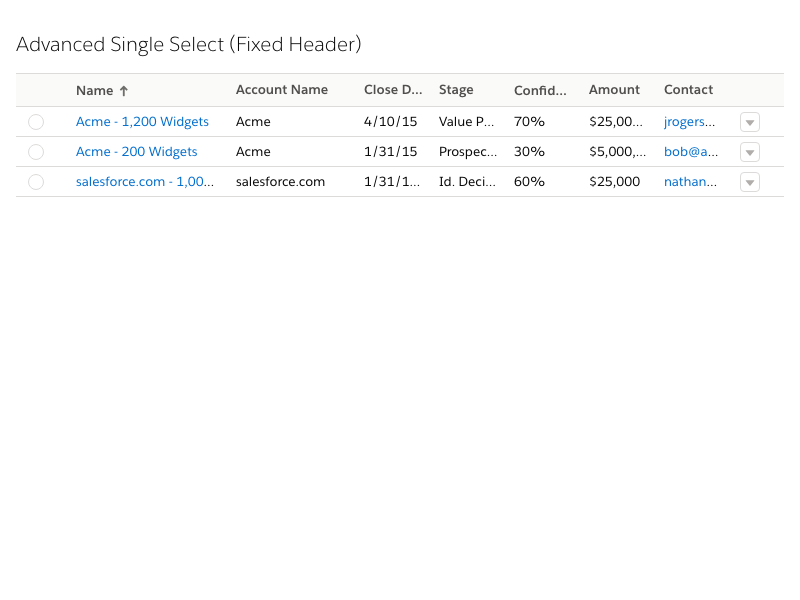 Advanced Single Select (Fixed Header)
Name ↑ Account Name Close D... Stage Confid... Amount Contact
Acme - 1,200 Widgets Acme 4/10/15 Value P... 70% $25,00... jrogers...
Acme - 200 Widgets Acme 1/31/15 Prospec... 30% $5,000,... bob@a...
salesforce.com - 1,00... salesforce.com 1/31/1... Id. Deci... 60% $25,000 nathan...